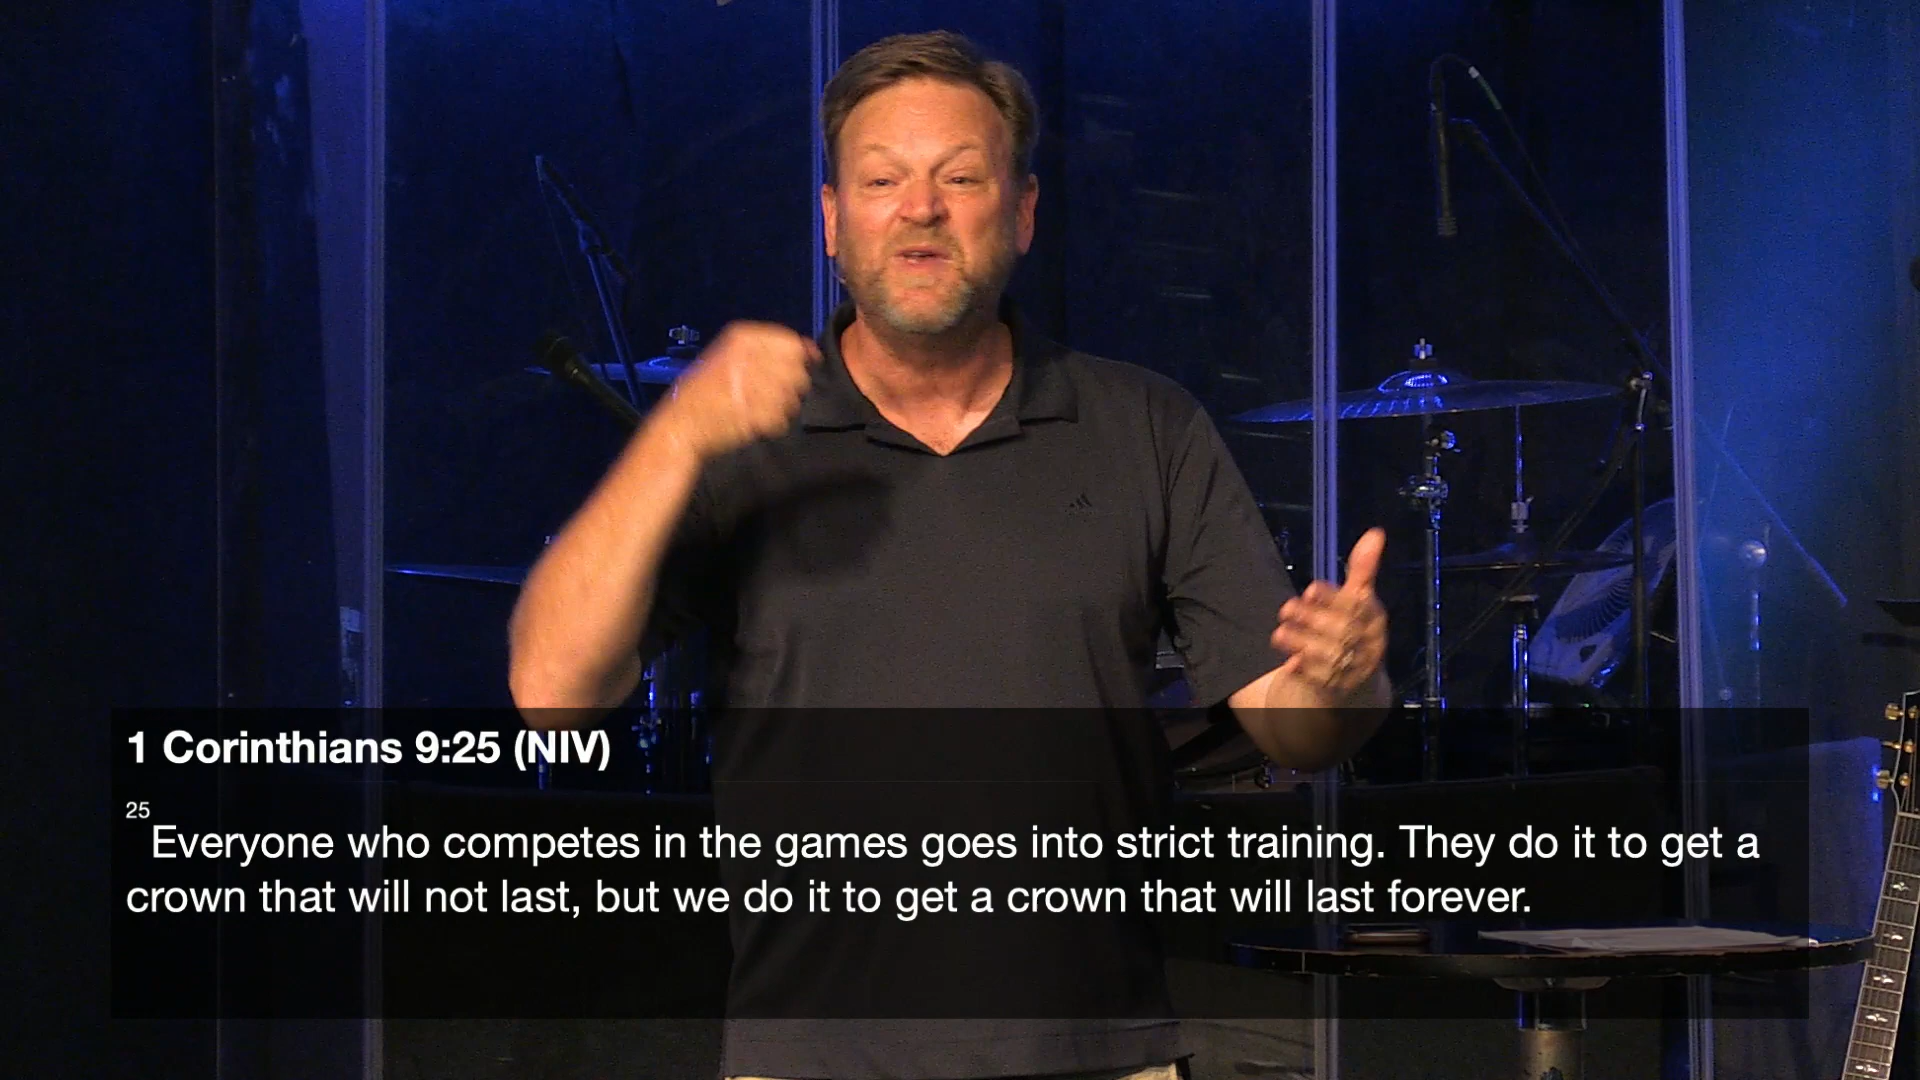 1 Corinthians 9:25 (NIV)
25
Everyone who competes in the games goes into strict training. They do it to get a
crown that will not last, but we do it to get a crown that will last forever.